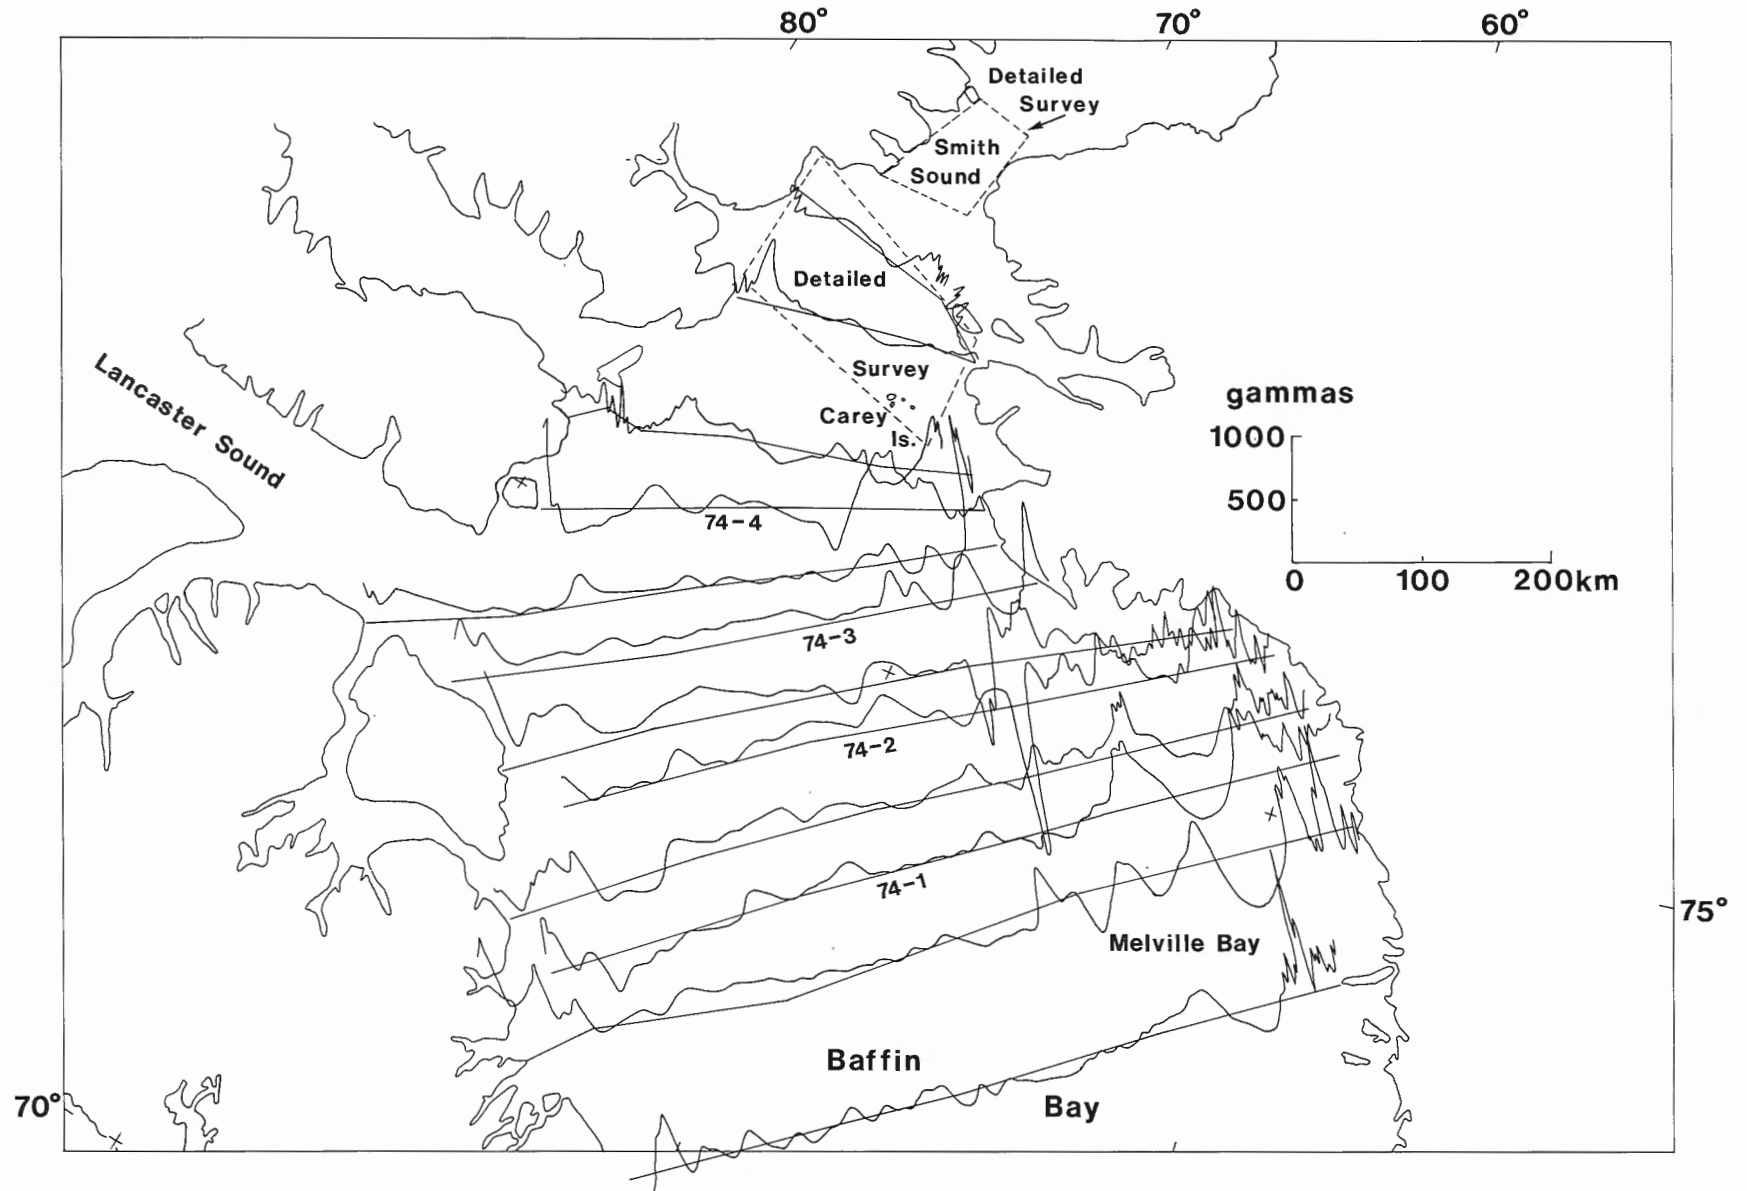 80° 70° 60°
Detailed
Survey
Smith
Sound
Detailed
Lancaster Sound
Survey
Carey
Is.
gammas
1000
500
0 100 200km
74-4
74-3
74-2
74-1
75°
Melville Bay
Baffin
Bay
70°